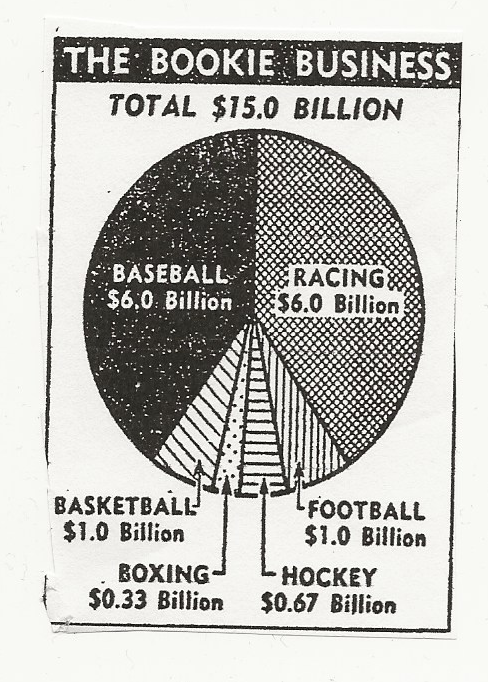 THE BOOKIE BUSINESS
TOTAL $15.0 BILLION
BASEBALL
$6.0 Billion
RACING
$6.0 Billion
BASKETBALL
$1.0 Billion
FOOTBALL
$1.0 Billion
BOXING
$0.33 Billion
HOCKEY
$0.67 Billion